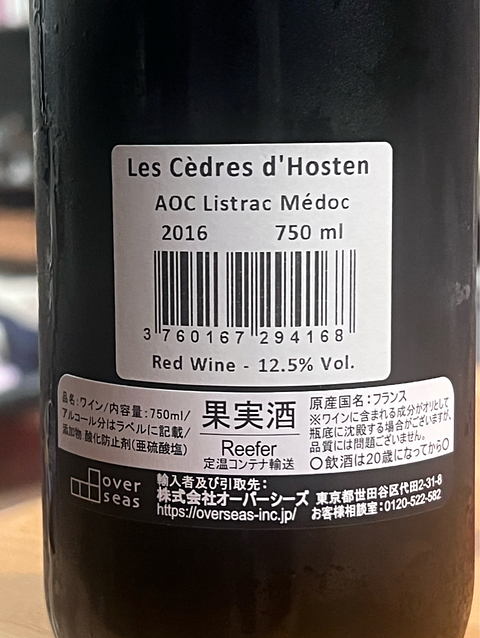 Les Cèdres d'Hosten
AOC Listrac Médoc
2016 750 ml
3 760167 294168
Red Wine - 12.5% Vol.
品名:ワイン/内容量:750ml/
アルコール分はラベルに記載/
添加物:酸化防止剤(亜硫酸塩)
果実酒
Reefer
定温コンテナ輸送
原産国名:フランス
※ワインに含まれる成分がオリとして
瓶底に沈殿する場合がございますが、
品質には問題ございません。
〇飲酒は20歳になってから〇
over
seas
輸入者及び引取先:
株式会社オーバーシーズ 東京都世田谷区代田2-31-8
https://overseas-inc.jp/ お客様相談室:0120-522-582